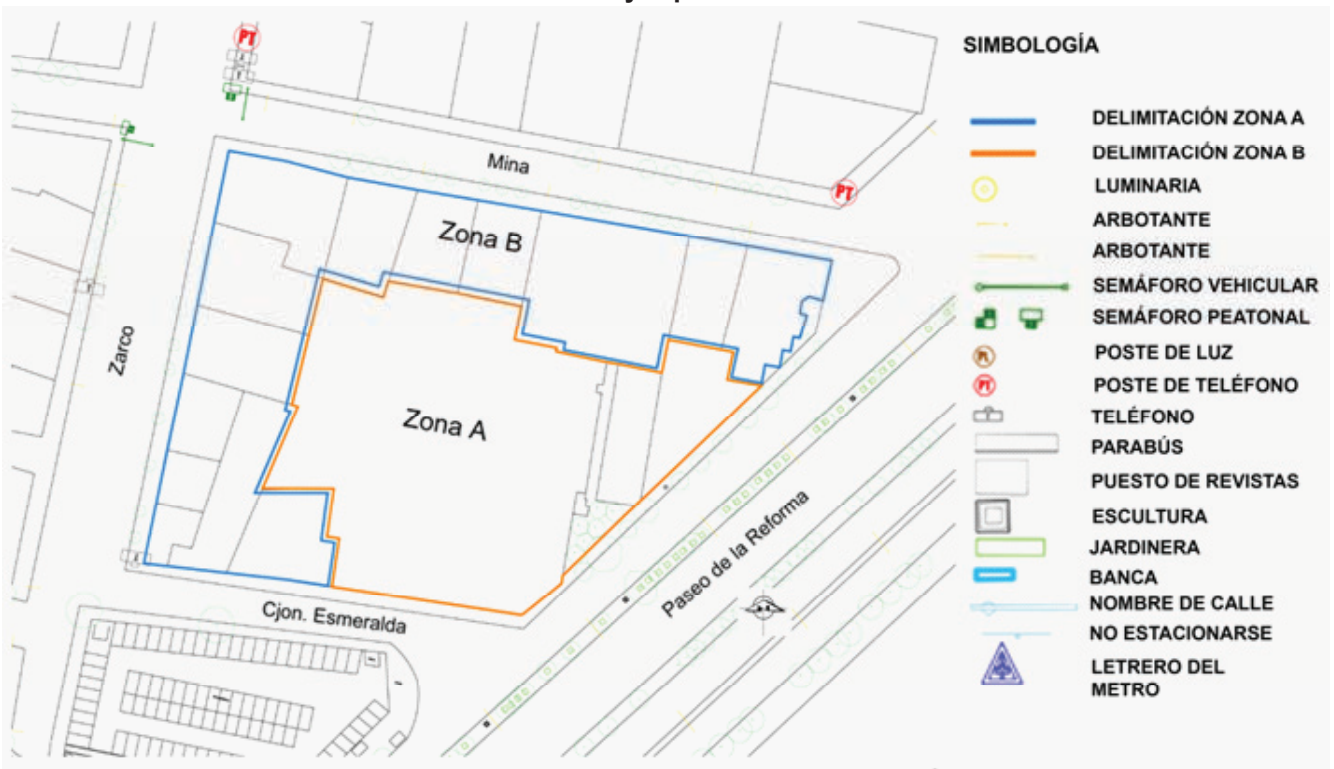 PT
Mina
PT
Zona B
Zarco
Zona A
Paseo de la Reforma
Cjon. Esmeralda
SIMBOLOGÍA
DELIMITACIÓN ZONA A
DELIMITACIÓN ZONA B
LUMINARIA
ARBOTANTE
ARBOTANTE
SEMÁFORO VEHICULAR
SEMÁFORO PEATONAL
POSTE DE LUZ
PT
POSTE DE TELÉFONO
TELÉFONO
PARABÚS
PUESTO DE REVISTAS
ESCULTURA
JARDINERA
BANCA
NOMBRE DE CALLE
NO ESTACIONARSE
LETRERO DEL
METRO